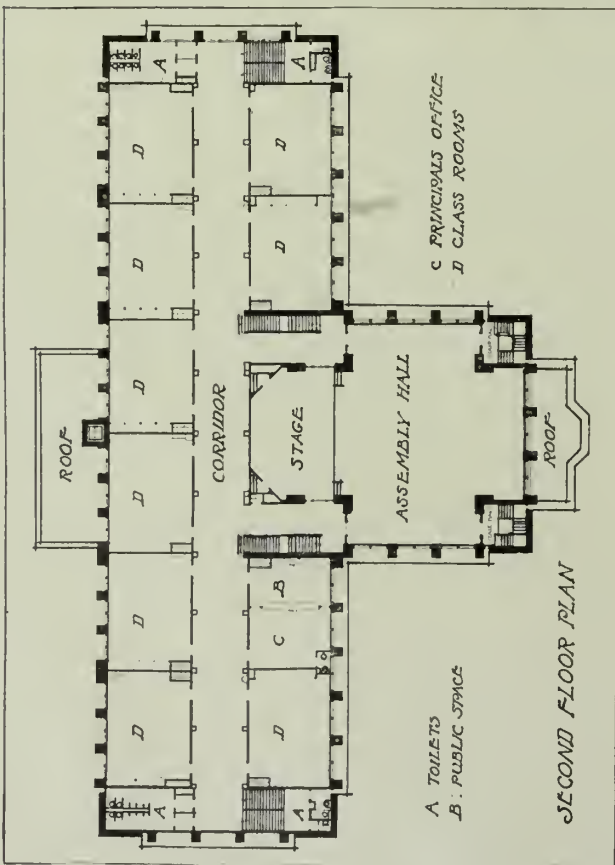 ROOF
A D D D D D D A
CORRIDOR
A D C B STAGE D D A
ASSEMBLY HALL
A TOILETS
B: PUBLIC SPACE
C PRINCIPALS OFFICE
D CLASS ROOMS
ROOF
SECOND FLOOR PLAN